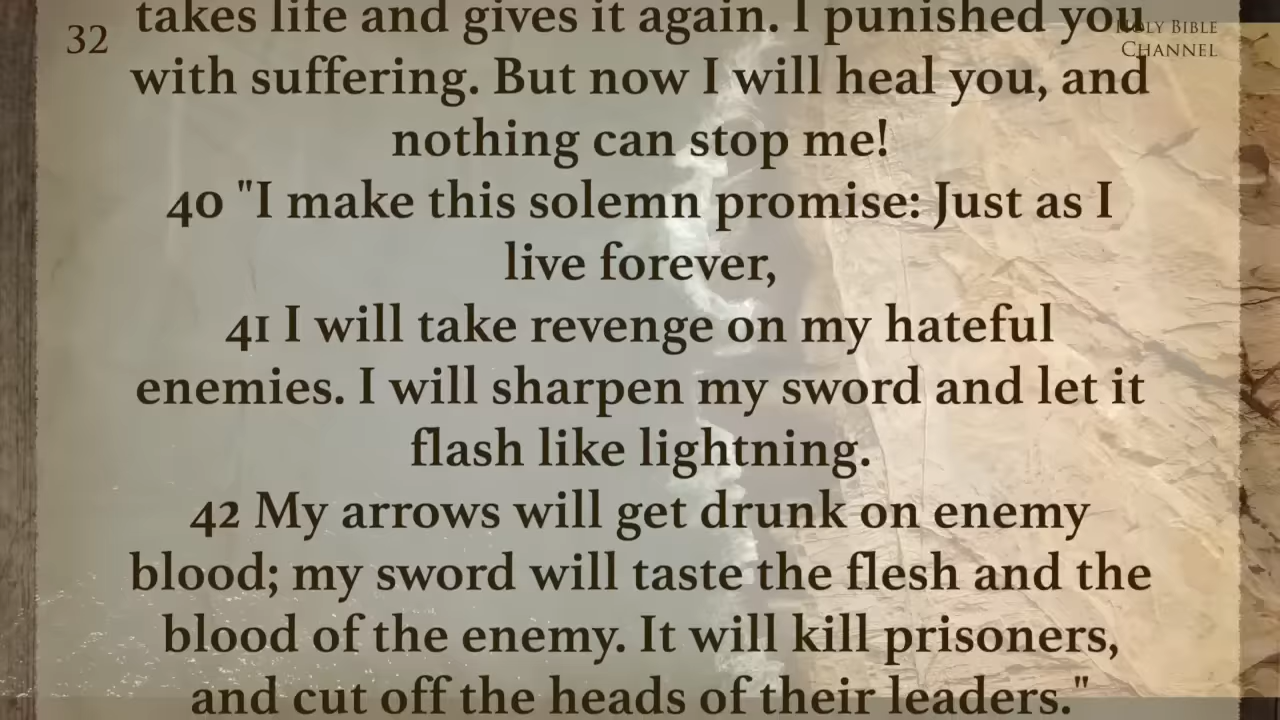 takes life and gives it again. I punished you
32
HOLY BIBLE
CHANNEL
with suffering. But now I will heal you, and
nothing can stop me!
40 "I make this solemn promise: Just as I
live forever,
41 I will take revenge on my hateful
enemies. I will sharpen my sword and let it
flash like lightning.
42 My arrows will get drunk on enemy
blood; my sword will taste the flesh and the
blood of the enemy. It will kill prisoners,
and cut off the heads of their leaders."